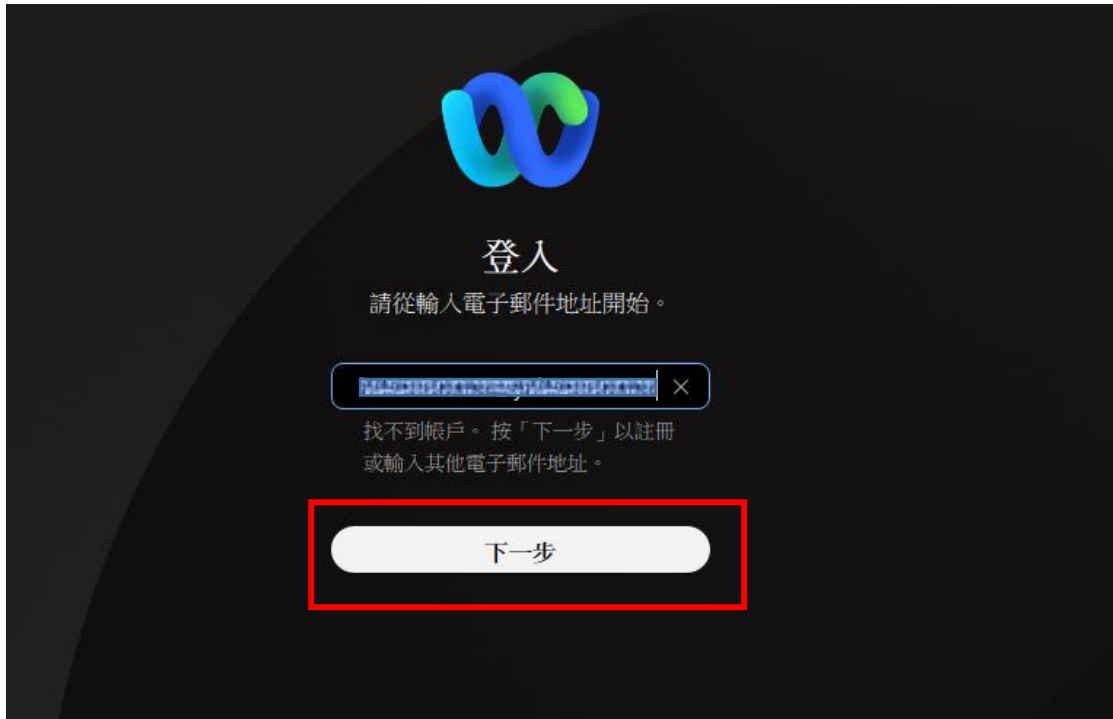 登入
請從輸入電子郵件地址開始。
找不到帳戶。 按「下一步」以註冊
或輸入其他電子郵件地址。
下一步